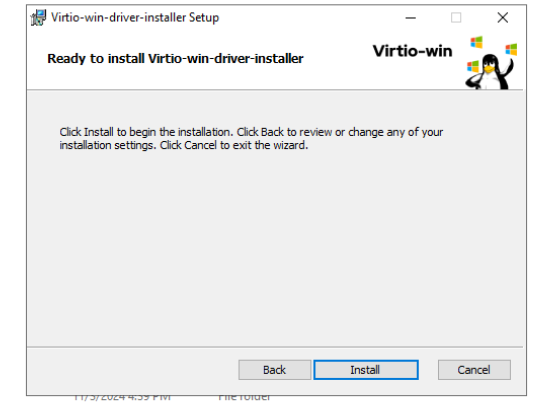 Virtio-win-driver-installer Setup
Ready to install Virtio-win-driver-installer
Virtio-win
Click Install to begin the installation. Click Back to review or change any of your
installation settings. Click Cancel to exit the wizard.
Back
Install
Cancel
11/3/2024 4:59 PM
File folder